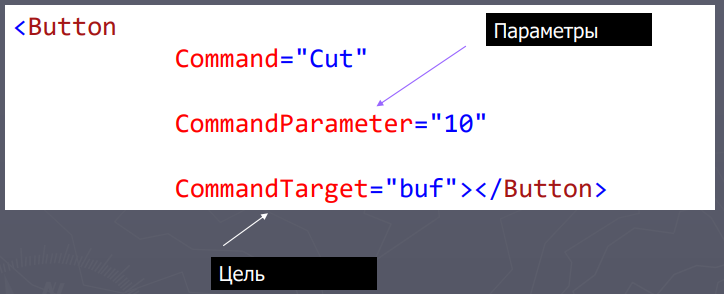 <Button
Параметры
Command="Cut"
CommandParameter="10"
CommandTarget="buf"></Button>
Цель